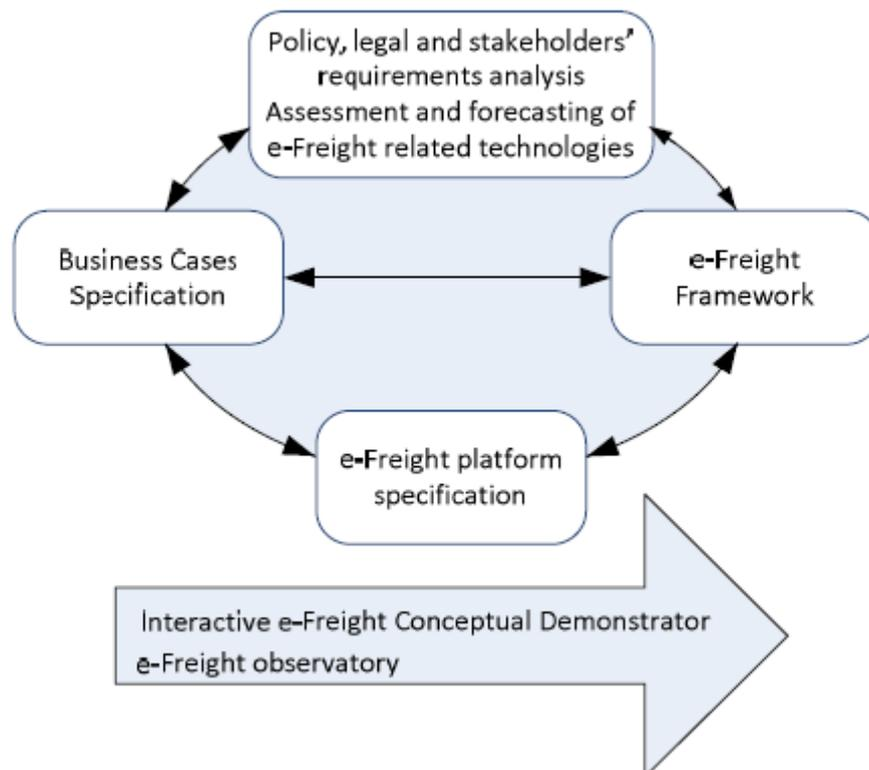 Policy, legal and stakeholders'
requirements analysis
Assessment and forecasting of
e-Freight related technologies
Business Cases
Specification
e-Freight
Framework
e-Freight platform
specification
Interactive e-Freight Conceptual Demonstrator
e-Freight observatory